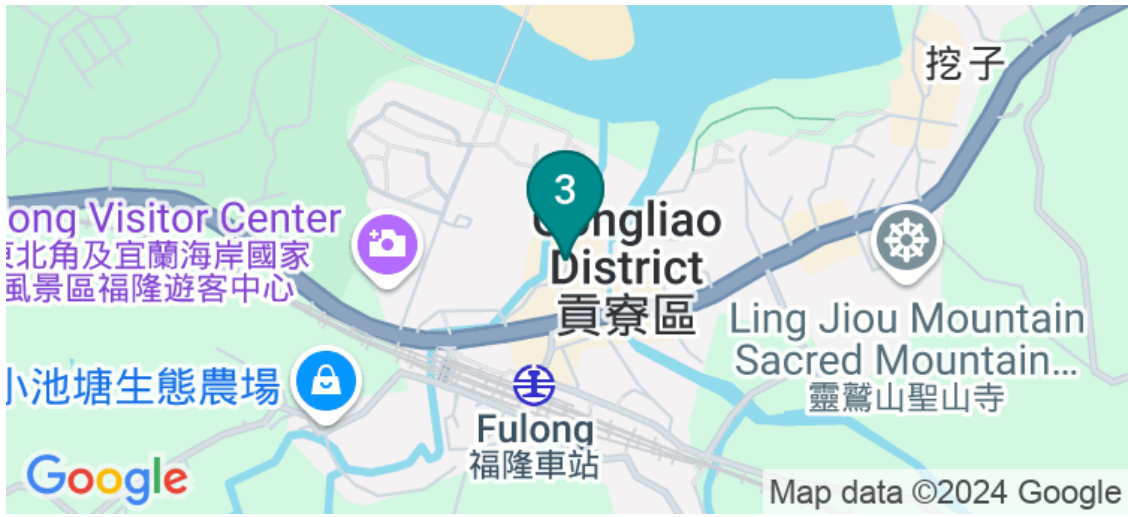 挖子
3
Gongliao
District
貢寮區
ong Visitor Center
東北角及宜蘭海岸國家
風景區福隆遊客中心
Ling Jiou Mountain
Sacred Mountain...
靈鷲山聖山寺
小池塘生態農場
Fulong
福隆車站
Google
Map data ©2024 Google